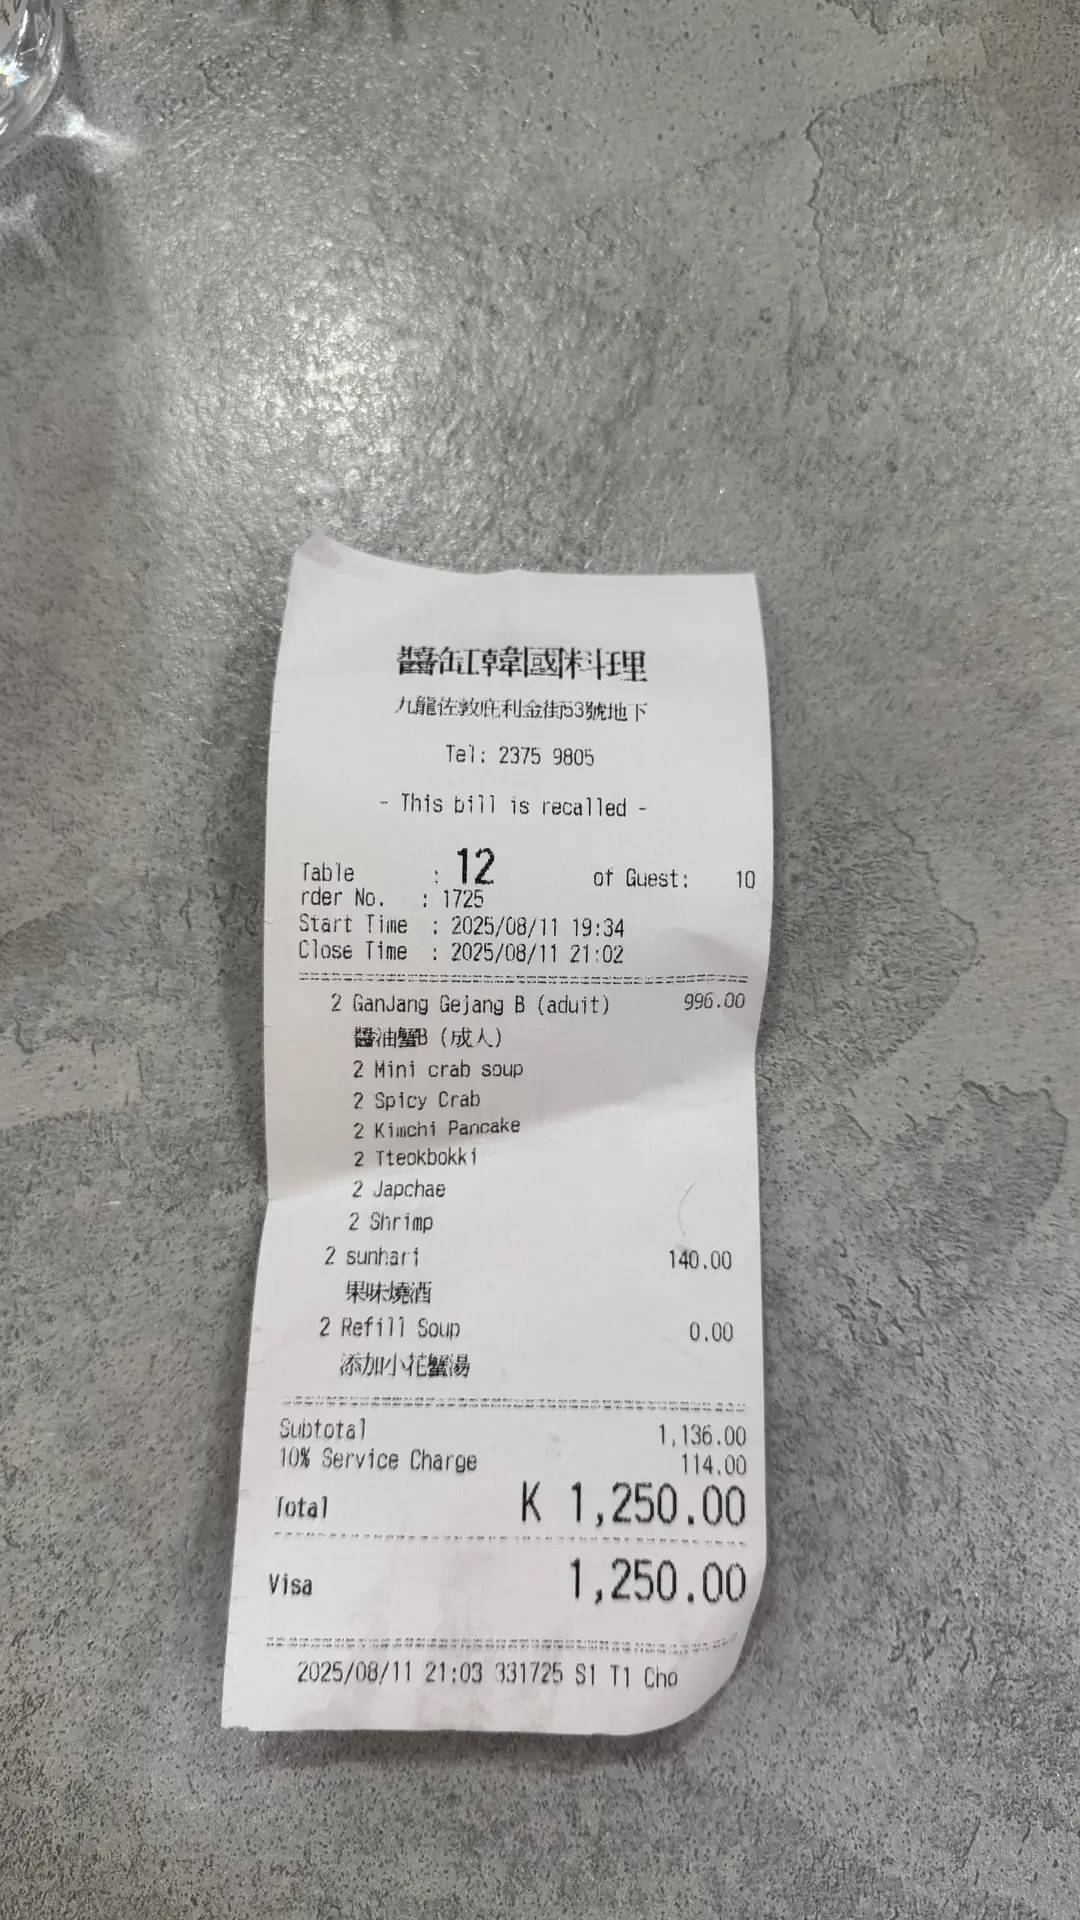 醬缸韓國料理
九龍佐敦庇利金街53號地下
Tel: 2375 9805
- This bill is recalled -
Table : 12 of Guest: 10
rder No. : 1725
Start Time : 2025/08/11 19:34
Close Time : 2025/08/11 21:02
2 GanJang Gejang B (aduit) 996.00
醬油蟹B (成人)
2 Mini crab soup
2 Spicy Crab
2 Kimchi Pancake
2 Tteokbokki
2 Japchae
2 Shrimp
2 sunhari 140.00
果味燒酒
2 Refill Soup 0.00
添加小花蟹湯
Subtotal 1,136.00
10% Service Charge 114.00
Total K 1,250.00
Visa 1,250.00
2025/08/11 21:03 331725 S1 T1 Cho